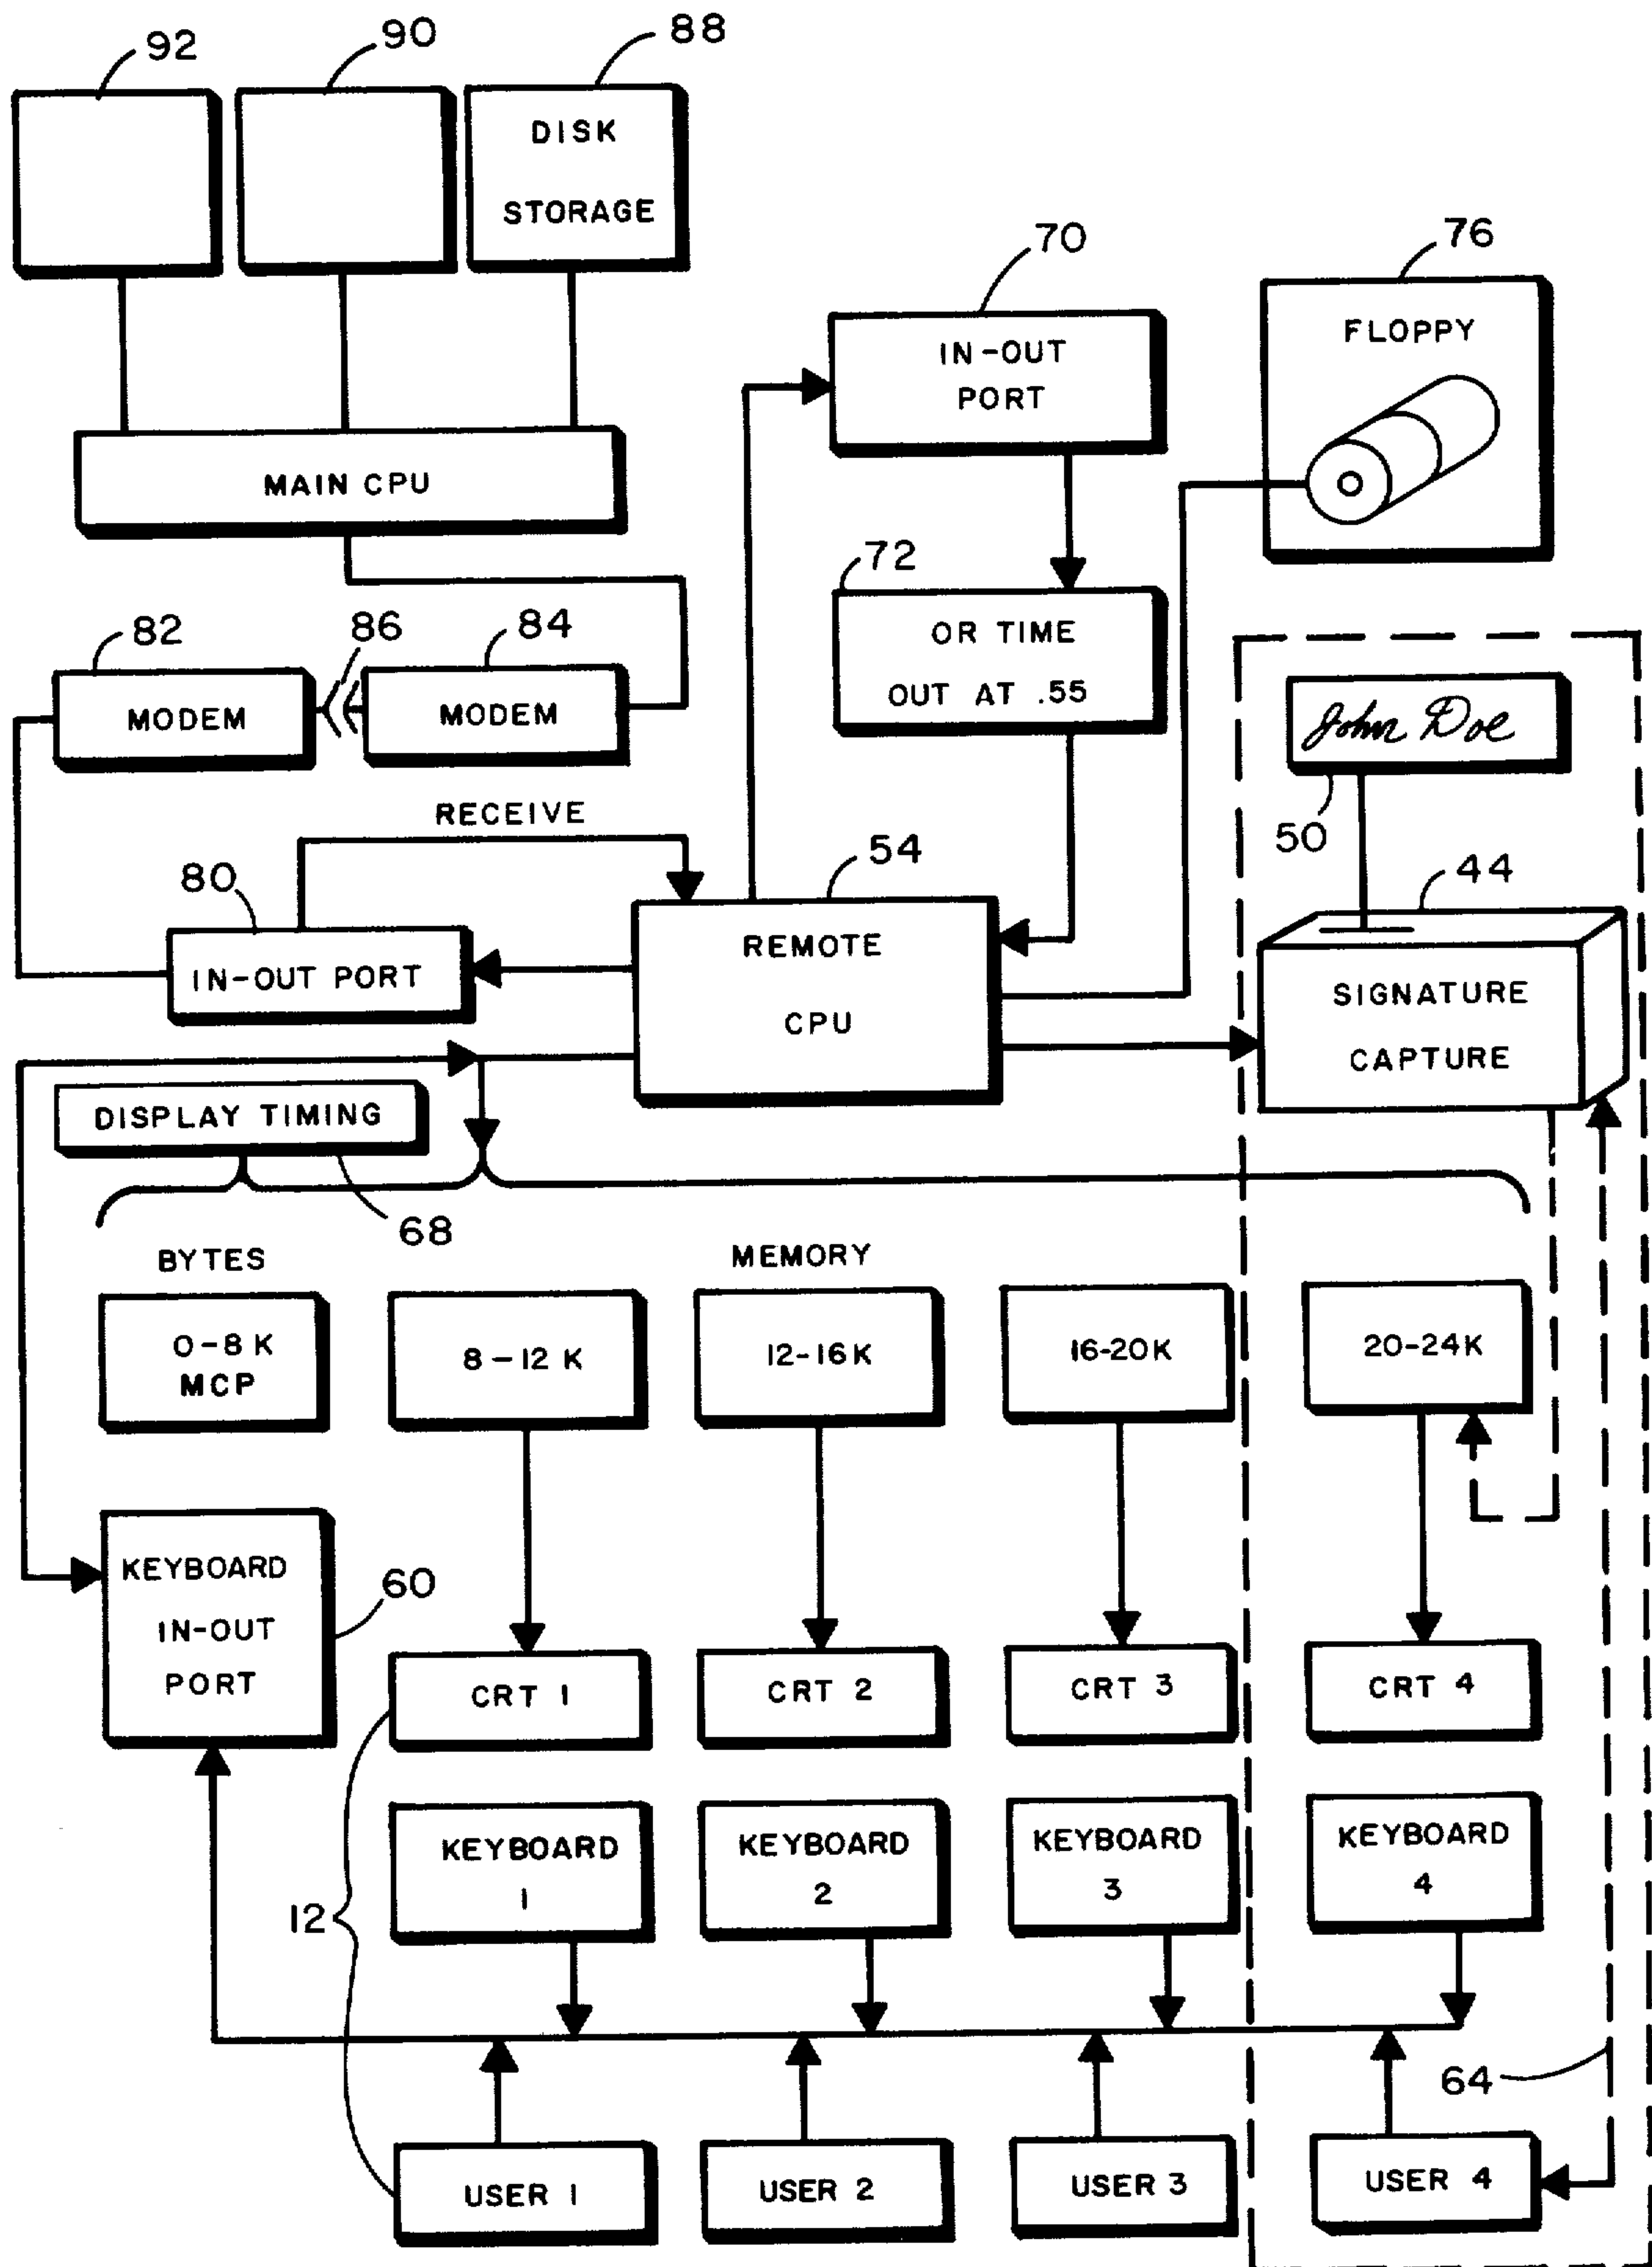 92
90
88
DISK
STORAGE
70
76
IN-OUT
PORT
FLOPPY
MAIN CPU
72
OR TIME
OUT AT .55
82
86
84
MODEM
MODEM
John Doe
50
RECEIVE
80
54
44
IN-OUT PORT
REMOTE
CPU
SIGNATURE
CAPTURE
DISPLAY TIMING
68
BYTES
MEMORY
0-8 K
MCP
8-12 K
12-16K
16-20K
20-24K
KEYBOARD
IN-OUT
PORT
60
CRT 1
CRT 2
CRT 3
CRT 4
KEYBOARD
1
KEYBOARD
2
KEYBOARD
3
KEYBOARD
4
12
64
USER 1
USER 2
USER 3
USER 4